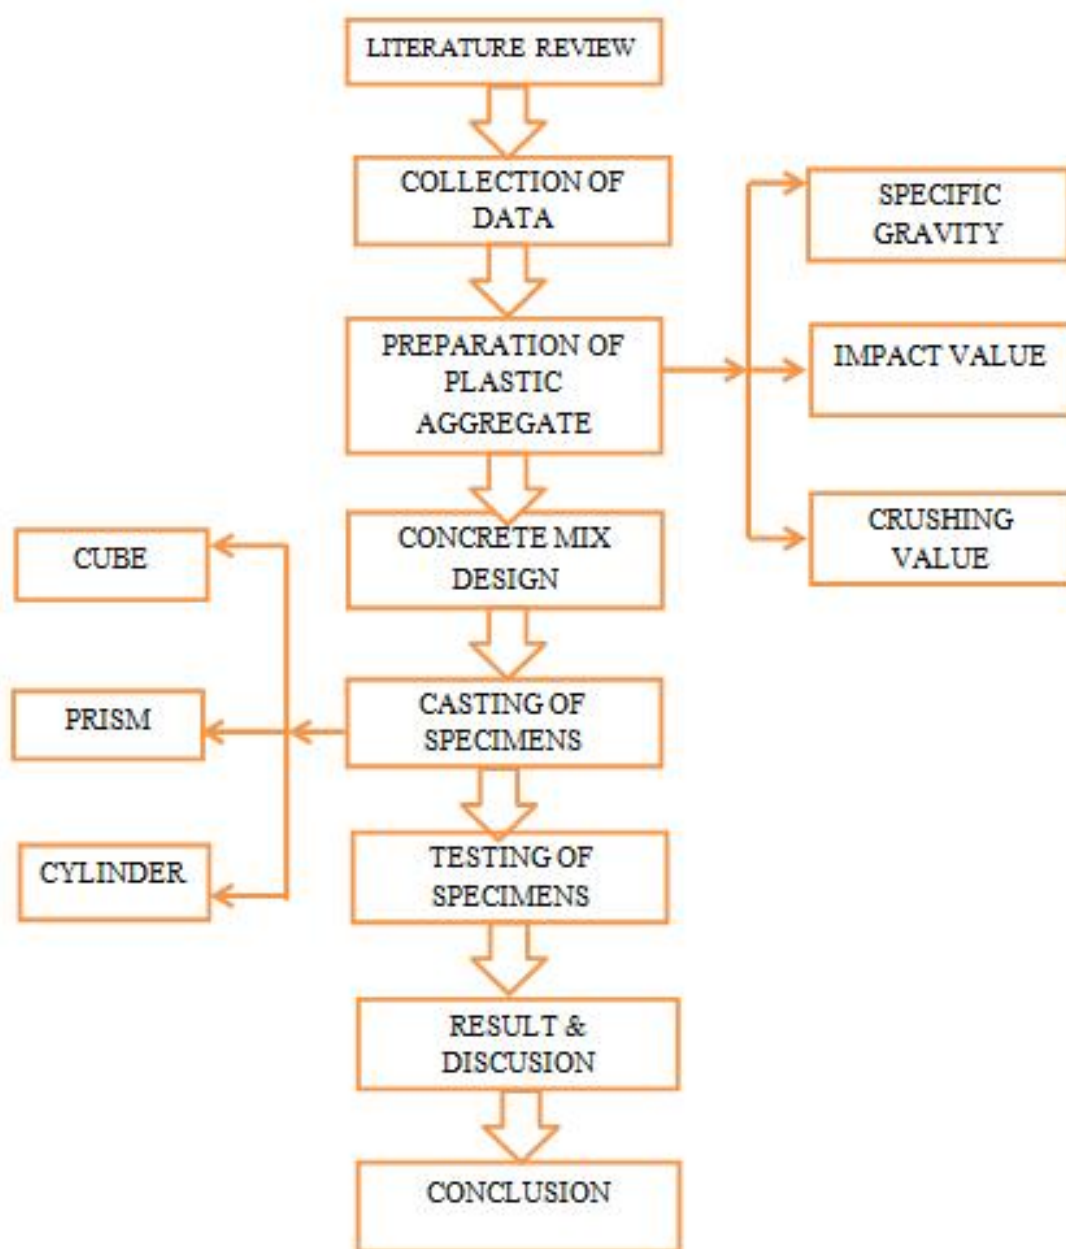 LITERATURE REVIEW
COLLECTION OF
DATA
SPECIFIC
GRAVITY
PREPARATION OF
PLASTIC
AGGREGATE
IMPACT VALUE
CONCRETE MIX
DESIGN
CRUSHING
VALUE
CUBE
PRISM
CASTING OF
SPECIMENS
CYLINDER
TESTING OF
SPECIMENS
RESULT &
DISCUSION
CONCLUSION